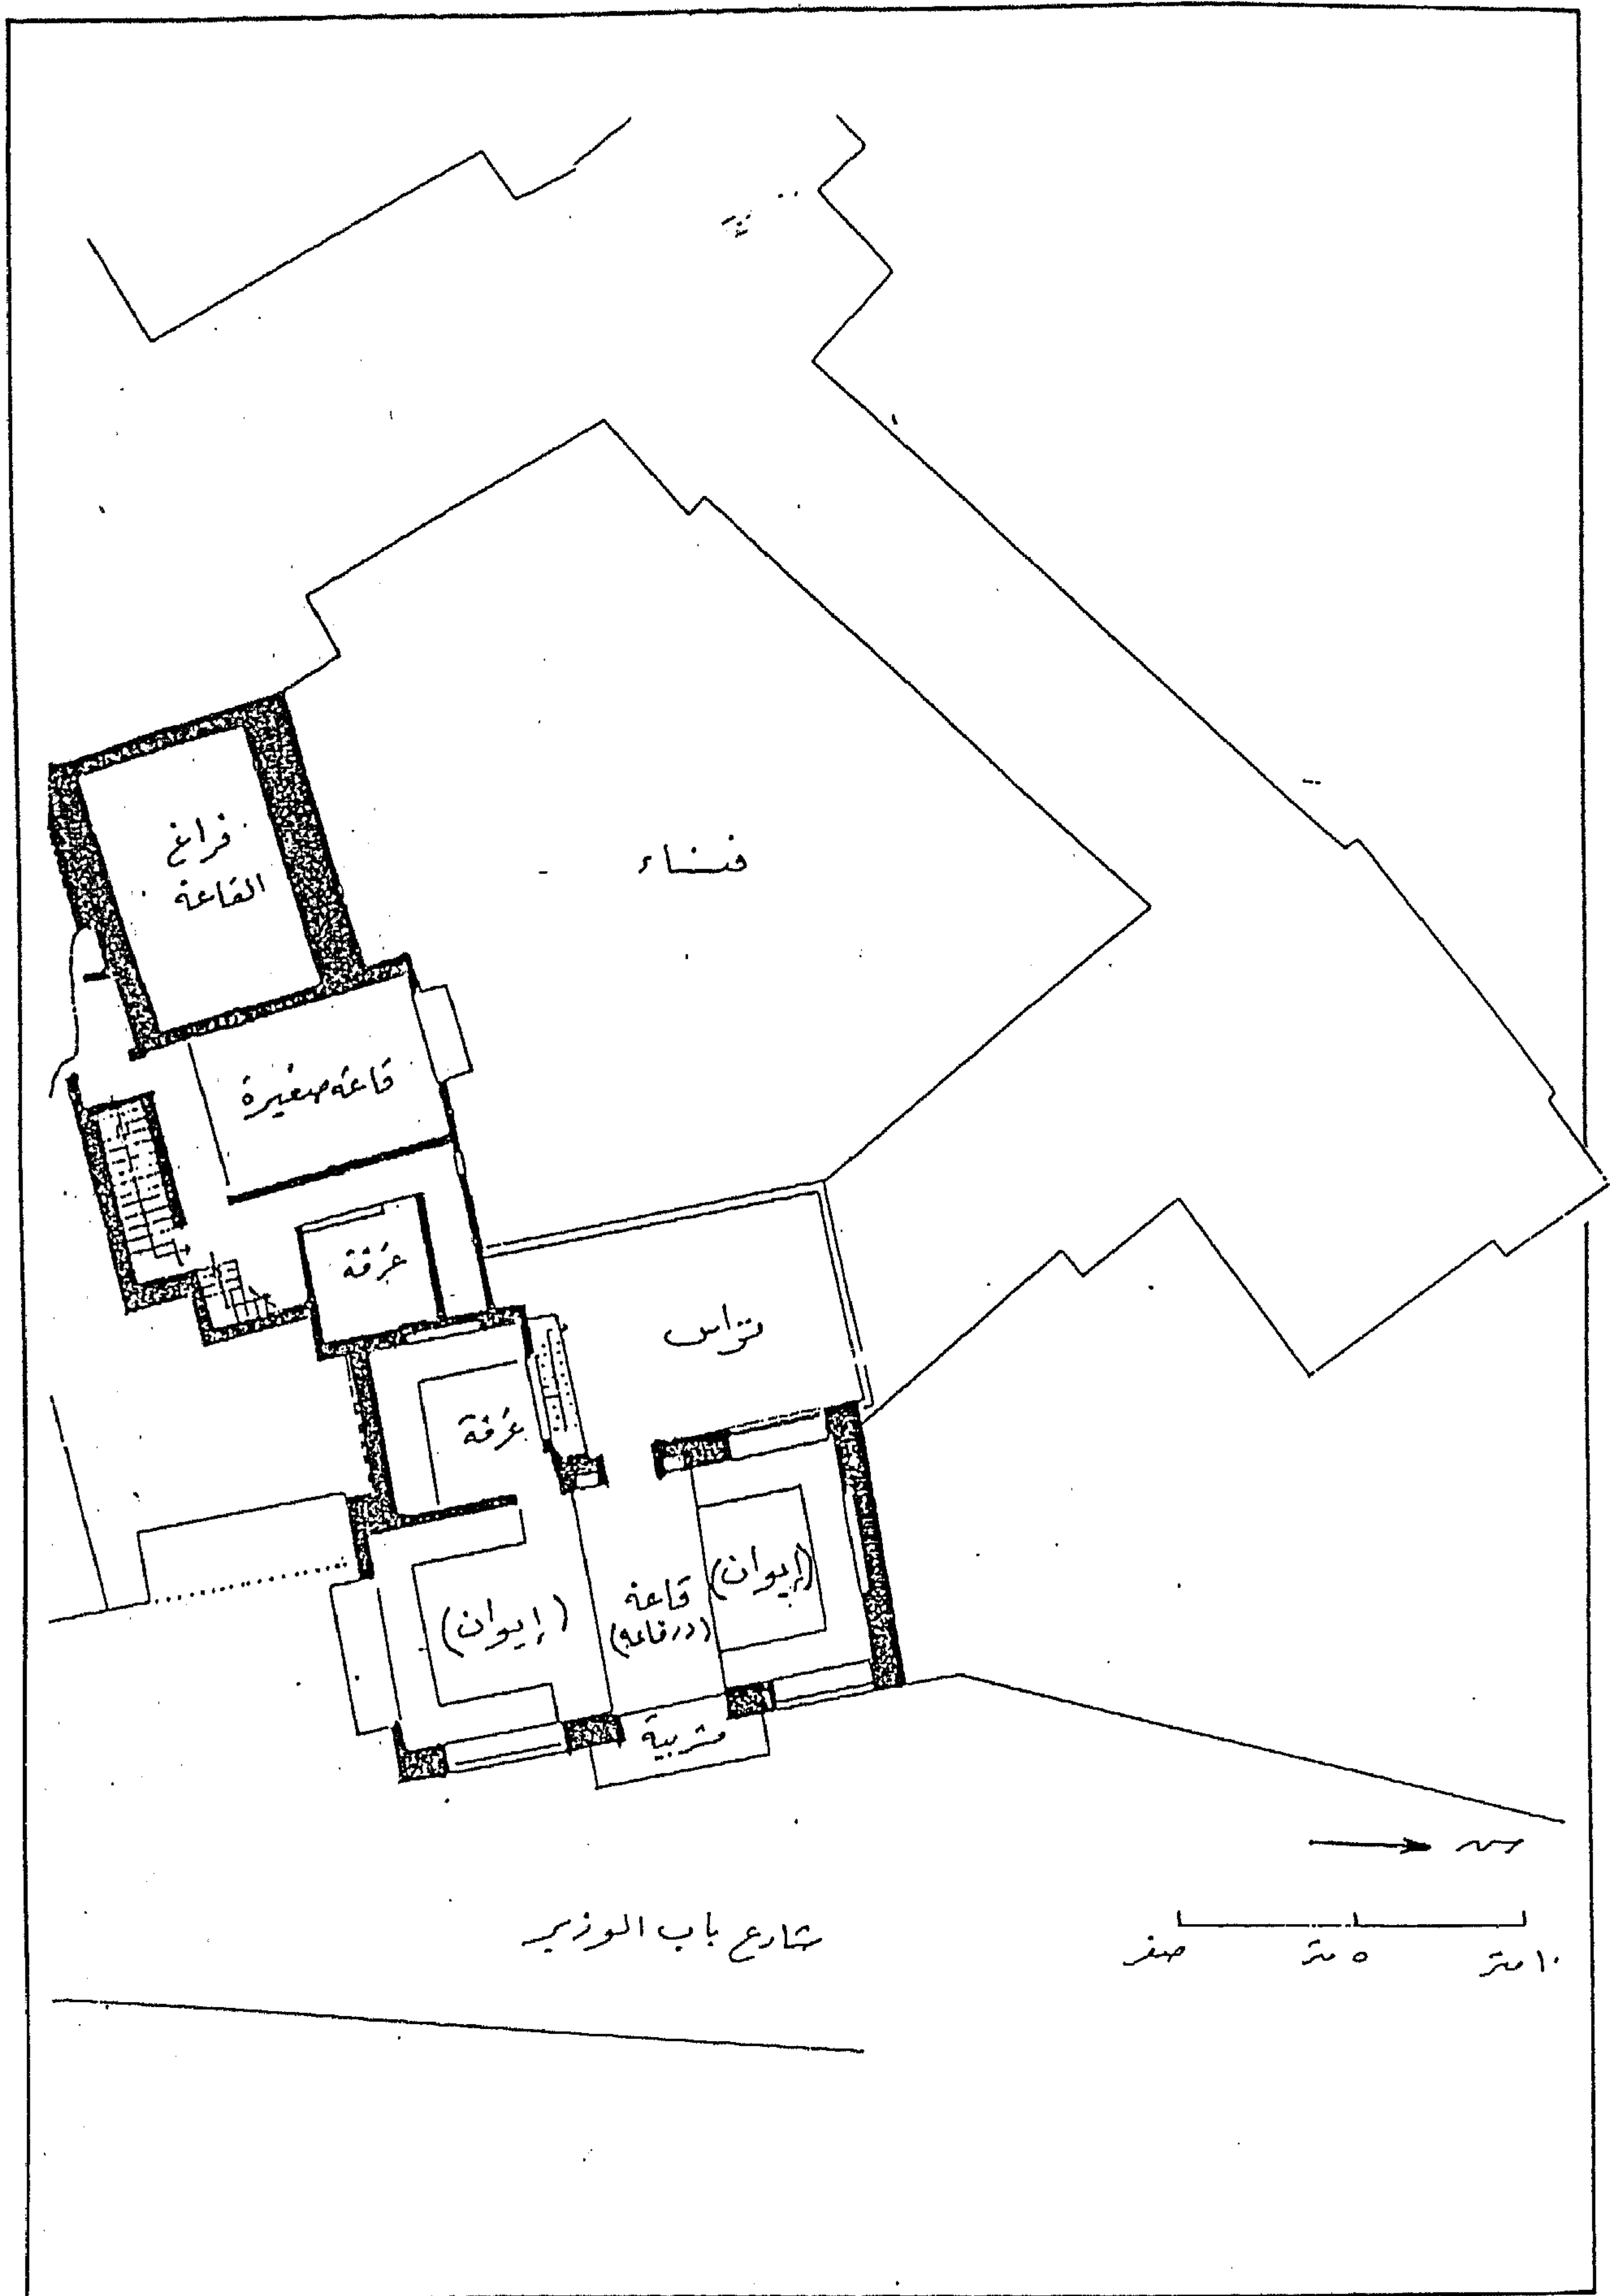 فراغ
القاعة
فناء
قاعة صغيرة
غرفة
تراس
غرفة
(إيوان)
قاعة
(درقاعة)
(إيوان)
مشربية
شارع باب الوزير
صفر
٥ متر
١٠ متر